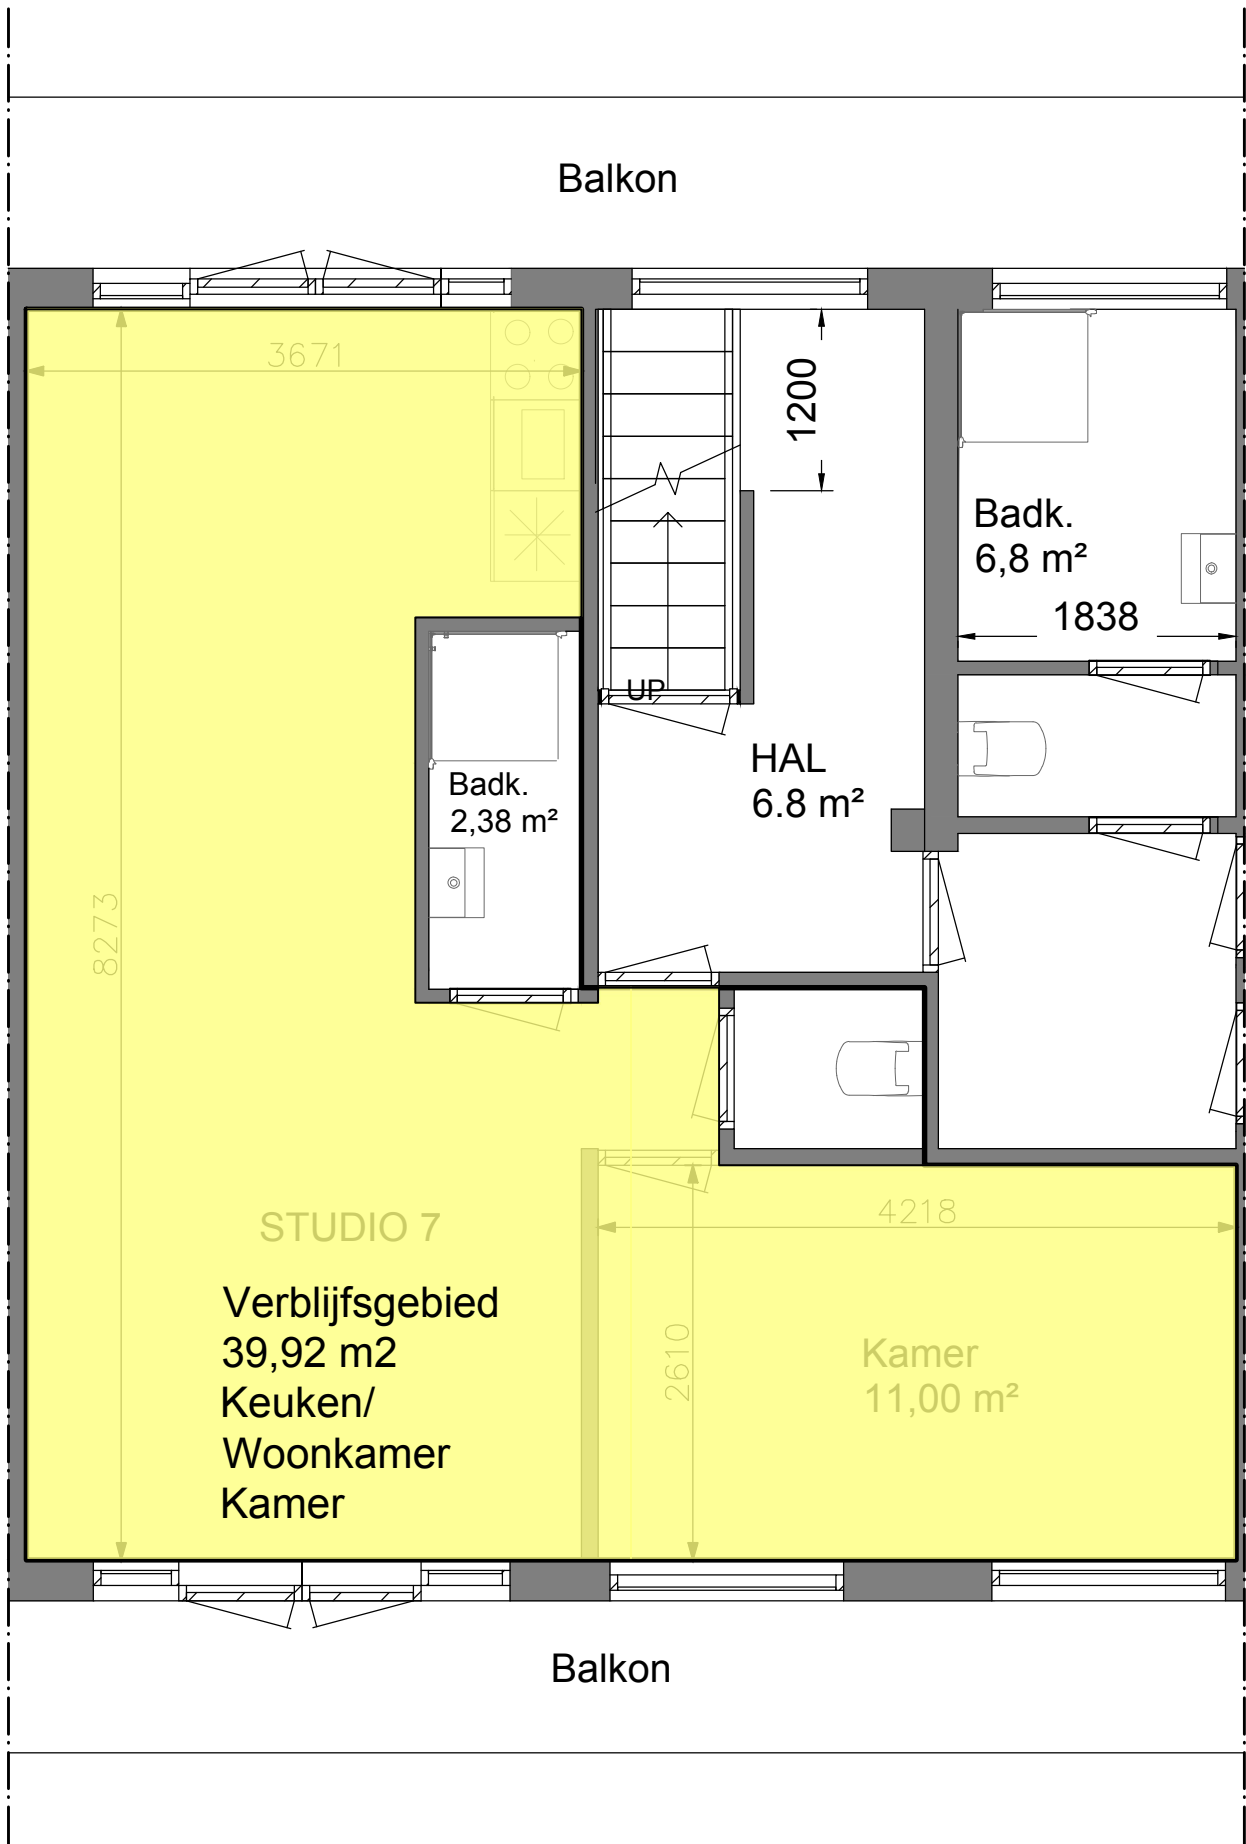 Balkon
3671
1200
Badk.
6,8 m²
1838
UP
HAL
6.8 m²
Badk.
2,38 m²
8273
STUDIO 7
4218
Verblijfsgebied
39,92 m2
Keuken/
Woonkamer
Kamer
2610
Kamer
11,00 m²
Balkon